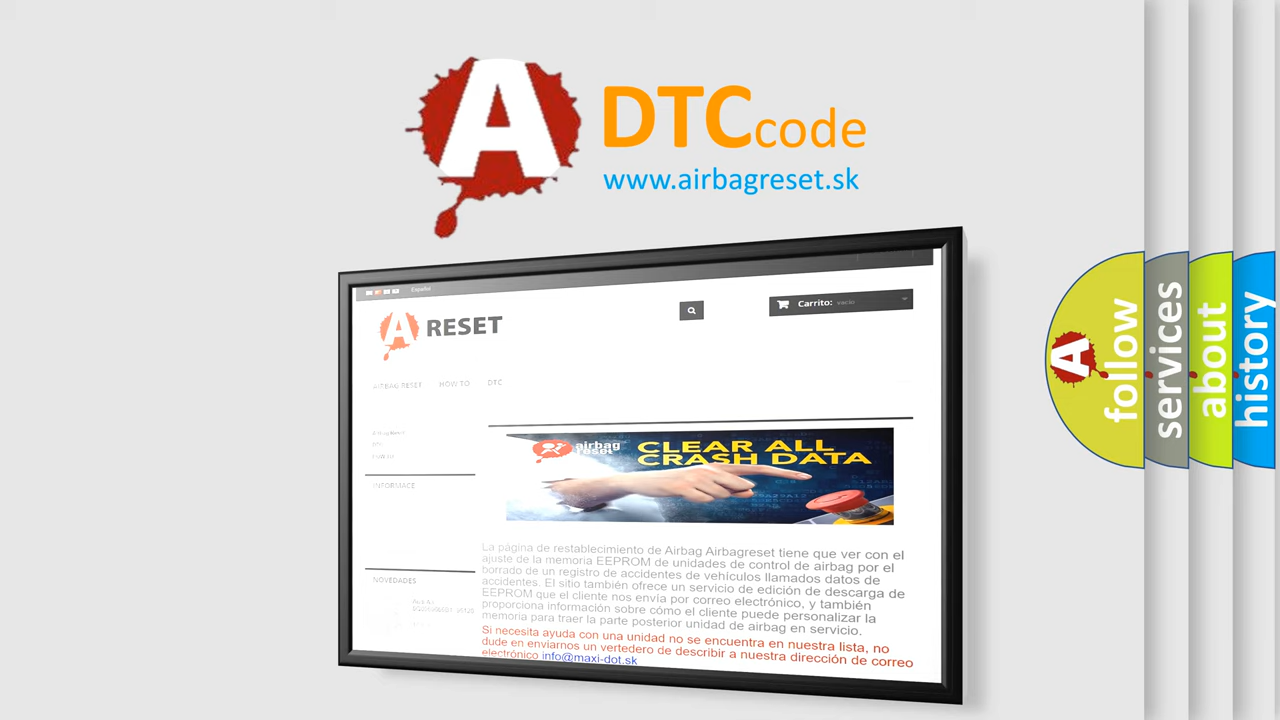 A DTCcode
www.airbagreset.sk
Español
A RESET
Carrito: vacío
AIRBAG RESET HOW TO DTC
INFORMACE
NOVEDADES
airbag
reset
CLEAR ALL
CRASH DATA
La página de restablecimiento de Airbag Airbagreset tiene que ver con el
ajuste de la memoria EEPROM de unidades de control de airbag por el
borrado de un registro de accidentes de vehículos llamados datos de
accidentes. El sitio también ofrece un servicio de edición de descarga de
EEPROM que el cliente nos envía por correo electrónico, y también
proporciona información sobre cómo el cliente puede personalizar la
memoria para traer la parte posterior unidad de airbag en servicio.
Si necesita ayuda con una unidad no se encuentra en nuestra lista, no
dude en enviarnos un vertedero de describir a nuestra dirección de correo
electrónico info@maxi-dot.sk
A
follow
services
about
history